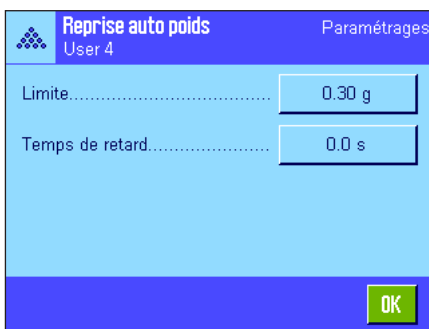 Reprise auto poids
Paramétrages
User 4
Limite..................................... 0.30 g
Temps de retard...................... 0.0 s
OK